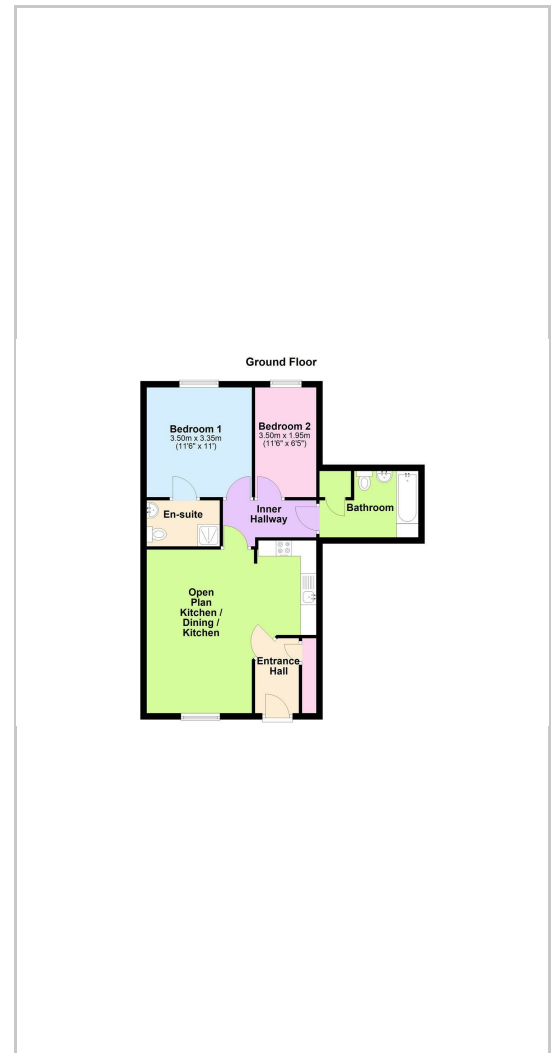 Ground Floor
Bedroom 1
3.50m x 3.35m
(11'6" x 11')
Bedroom 2
3.50m x 1.95m
(11'6" x 6'5")
En-suite
Inner
Hallway
Bathroom
Open
Plan
Kitchen /
Dining /
Kitchen
Entrance
Hall